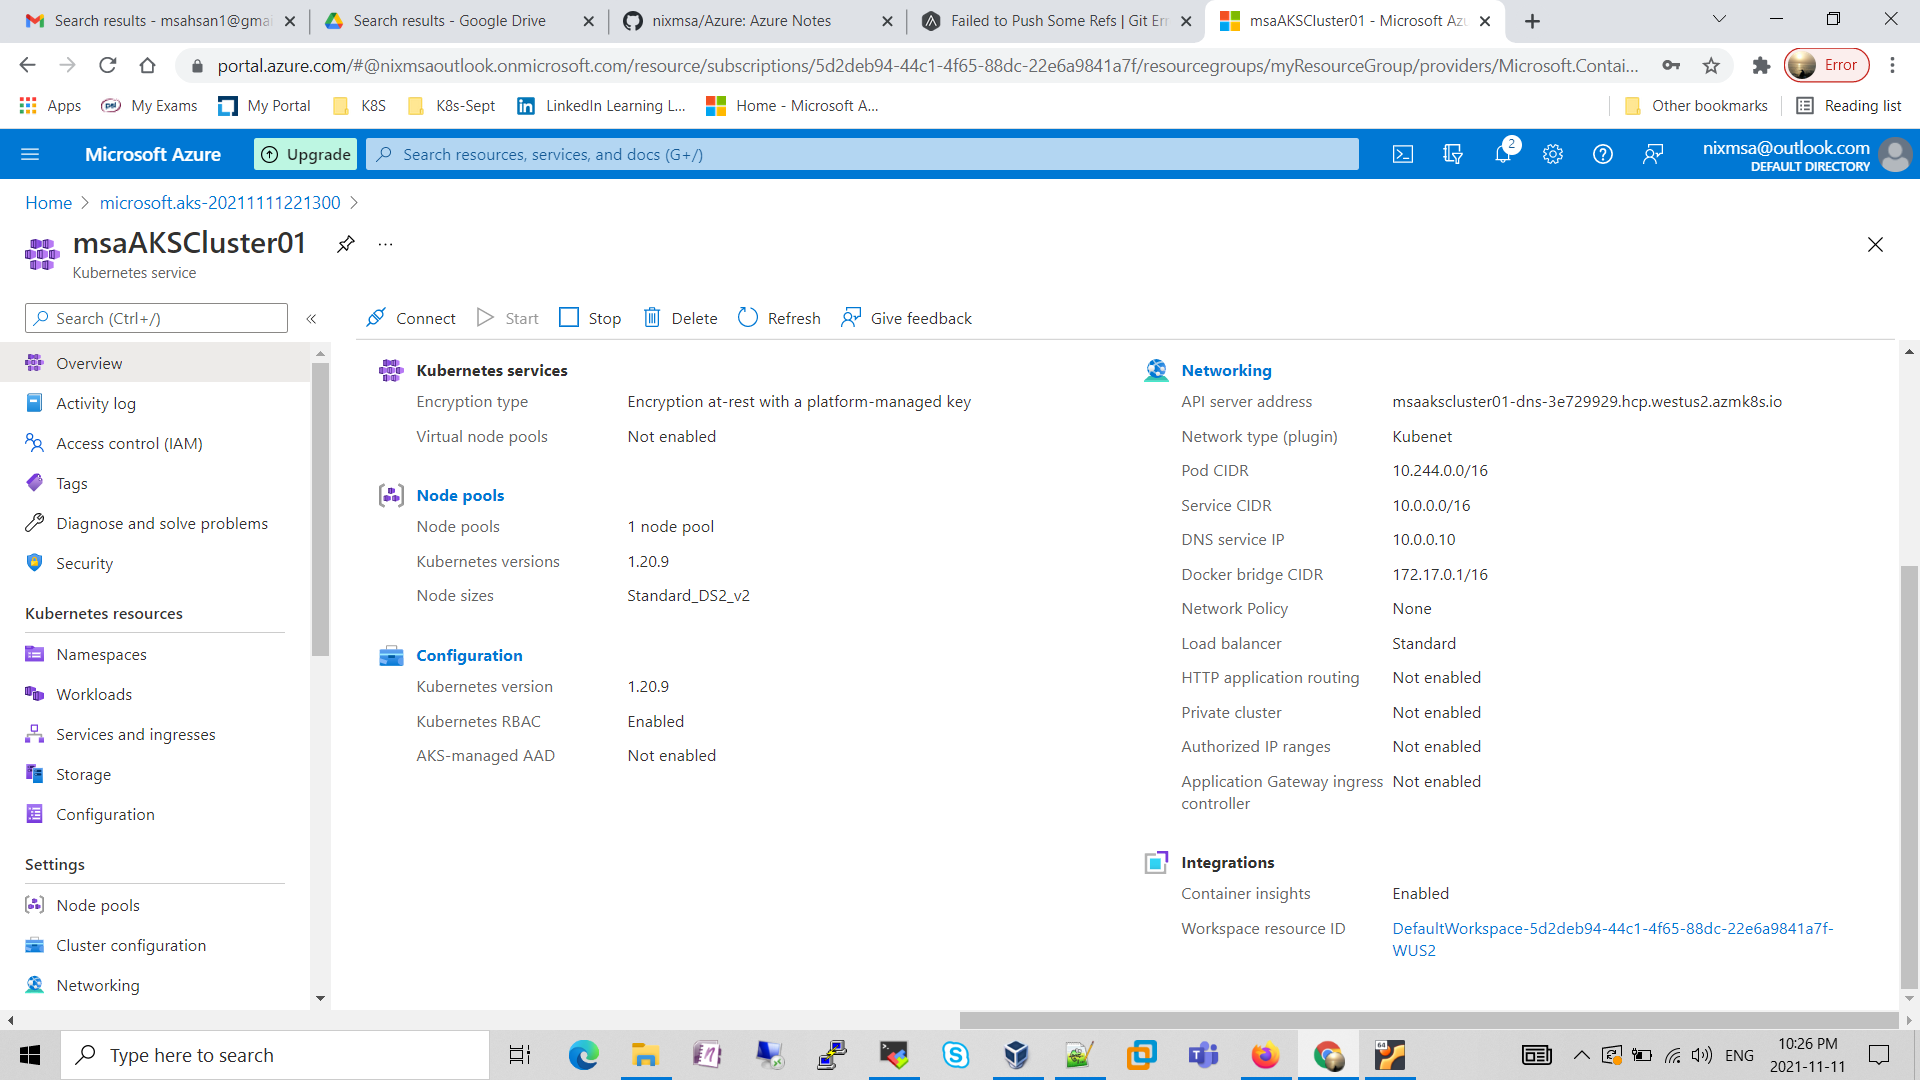 Search results - msahsan1@gmai
Search results - Google Drive
nixmsa/Azure: Azure Notes
Failed to Push Some Refs | Git Err
msaAKSCluster01 - Microsoft Azu
portal.azure.com/#@nixmsaoutlook.onmicrosoft.com/resource/subscriptions/5d2deb94-44c1-4f65-88dc-22e6a9841a7f/resourcegroups/myResourceGroup/providers/Microsoft.Contai...
Error
Apps
My Exams
My Portal
K8S
K8s-Sept
LinkedIn Learning L...
Home - Microsoft A...
Other bookmarks
Reading list
Microsoft Azure
Upgrade
Search resources, services, and docs (G+/)
2
nixmsa@outlook.com
DEFAULT DIRECTORY
Home > microsoft.aks-20211111221300 >
msaAKSCluster01
...
Kubernetes service
Search (Ctrl+/)
«
Connect
Start
Stop
Delete
Refresh
Give feedback
Overview
Activity log
Access control (IAM)
Tags
Diagnose and solve problems
Security
Kubernetes resources
Namespaces
Workloads
Services and ingresses
Storage
Configuration
Settings
Node pools
Cluster configuration
Networking
Kubernetes services
Encryption type Encryption at-rest with a platform-managed key
Virtual node pools Not enabled
Node pools
Node pools 1 node pool
Kubernetes versions 1.20.9
Node sizes Standard_DS2_v2
Configuration
Kubernetes version 1.20.9
Kubernetes RBAC Enabled
AKS-managed AAD Not enabled
Networking
API server address msaakscluster01-dns-3e729929.hcp.westus2.azmk8s.io
Network type (plugin) Kubenet
Pod CIDR 10.244.0.0/16
Service CIDR 10.0.0.0/16
DNS service IP 10.0.0.10
Docker bridge CIDR 172.17.0.1/16
Network Policy None
Load balancer Standard
HTTP application routing Not enabled
Private cluster Not enabled
Authorized IP ranges Not enabled
Application Gateway ingress Not enabled
controller
Integrations
Container insights Enabled
Workspace resource ID DefaultWorkspace-5d2deb94-44c1-4f65-88dc-22e6a9841a7f-
WUS2
Type here to search
64
ENG
10:26 PM
2021-11-11